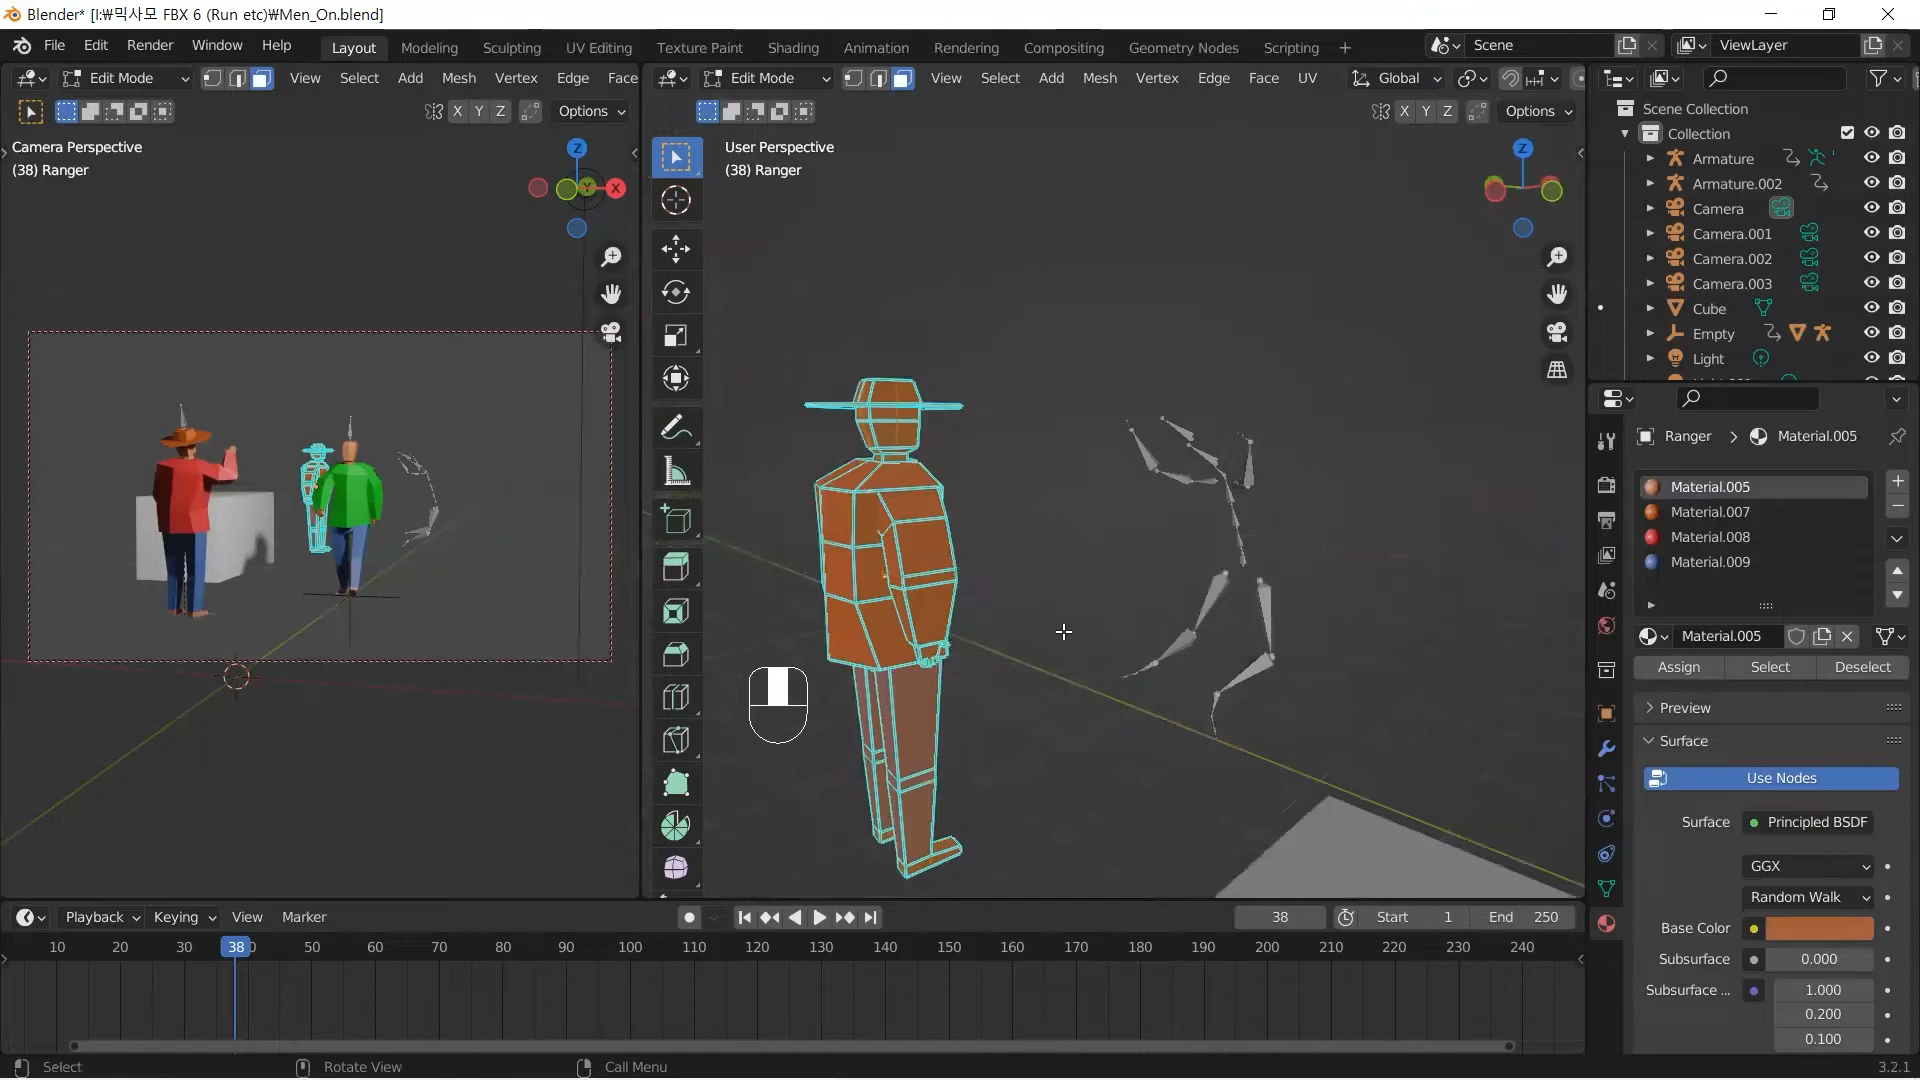 Blender* [I:₩믹사모 FBX 6 (Run etc)₩Men_On.blend]
File Edit Render Window Help Layout Modeling Sculpting UV Editing Texture Paint Shading Animation Rendering Compositing Geometry Nodes Scripting + Scene ViewLayer
Edit Mode View Select Add Mesh Vertex Edge Face
Edit Mode View Select Add Mesh Vertex Edge Face UV Global
X Y Z Options
X Y Z Options
Camera Perspective
(38) Ranger
Z
Y
X
User Perspective
(38) Ranger
Z
Scene Collection
Collection
Armature
Armature.002
Camera
Camera.001
Camera.002
Camera.003
Cube
Empty
Light
Ranger > Material.005
Material.005
Material.007
Material.008
Material.009
Material.005
Assign Select Deselect
Preview
Surface
Use Nodes
Surface Principled BSDF
GGX
Random Walk
Base Color
Subsurface 0.000
Subsurface ... 1.000
0.200
0.100
Playback Keying View Marker 38 Start 1 End 250
10 20 30 38 50 60 70 80 90 100 110 120 130 140 150 160 170 180 190 200 210 220 230 240
Select Rotate View Call Menu 3.2.1